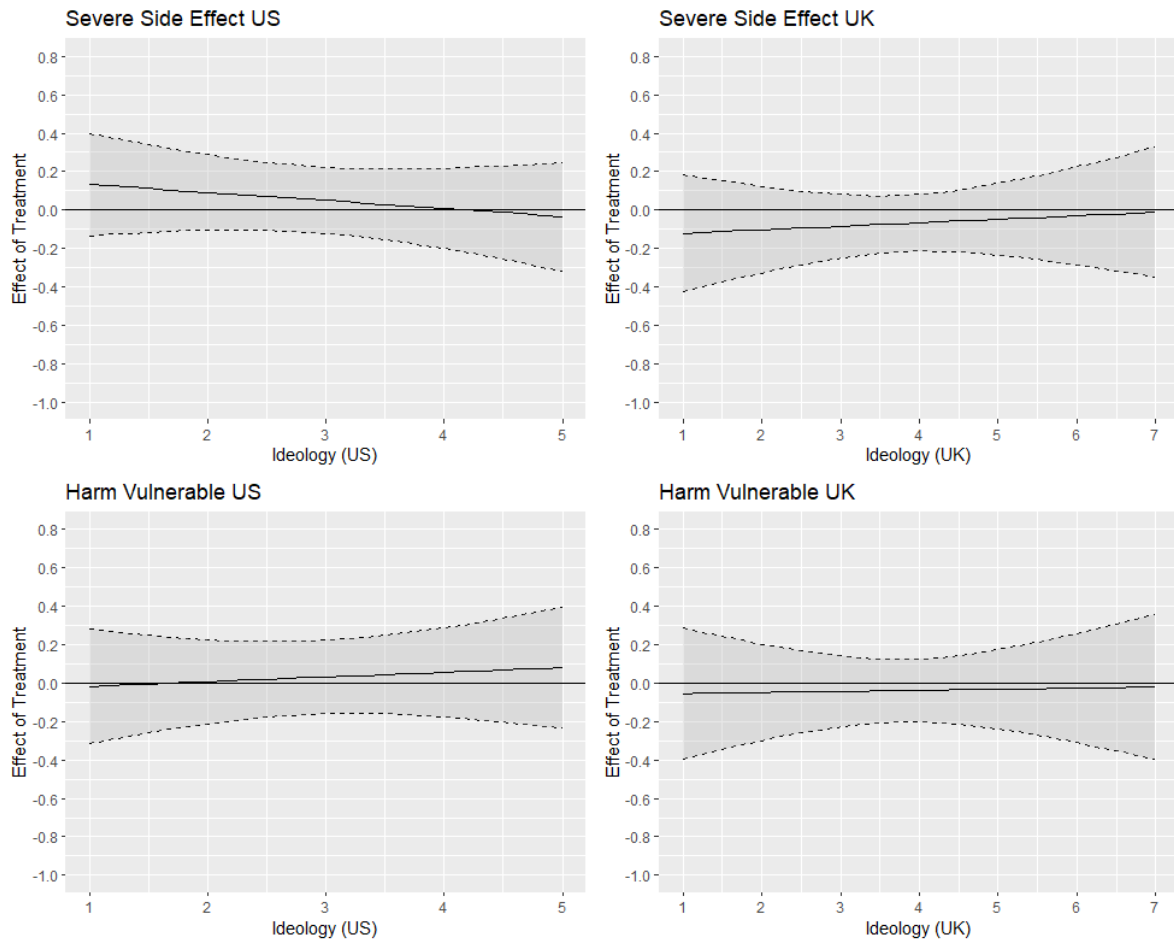 Severe Side Effect US
Effect of Treatment
0.8
0.6
0.4
0.2
0.0
-0.2
-0.4
-0.6
-0.8
-1.0
1 2 3 4 5
Ideology (US)
Severe Side Effect UK
Effect of Treatment
0.8
0.6
0.4
0.2
0.0
-0.2
-0.4
-0.6
-0.8
-1.0
1 2 3 4 5 6 7
Ideology (UK)
Harm Vulnerable US
Effect of Treatment
0.8
0.6
0.4
0.2
0.0
-0.2
-0.4
-0.6
-0.8
-1.0
1 2 3 4 5
Ideology (US)
Harm Vulnerable UK
Effect of Treatment
0.8
0.6
0.4
0.2
0.0
-0.2
-0.4
-0.6
-0.8
-1.0
1 2 3 4 5 6 7
Ideology (UK)